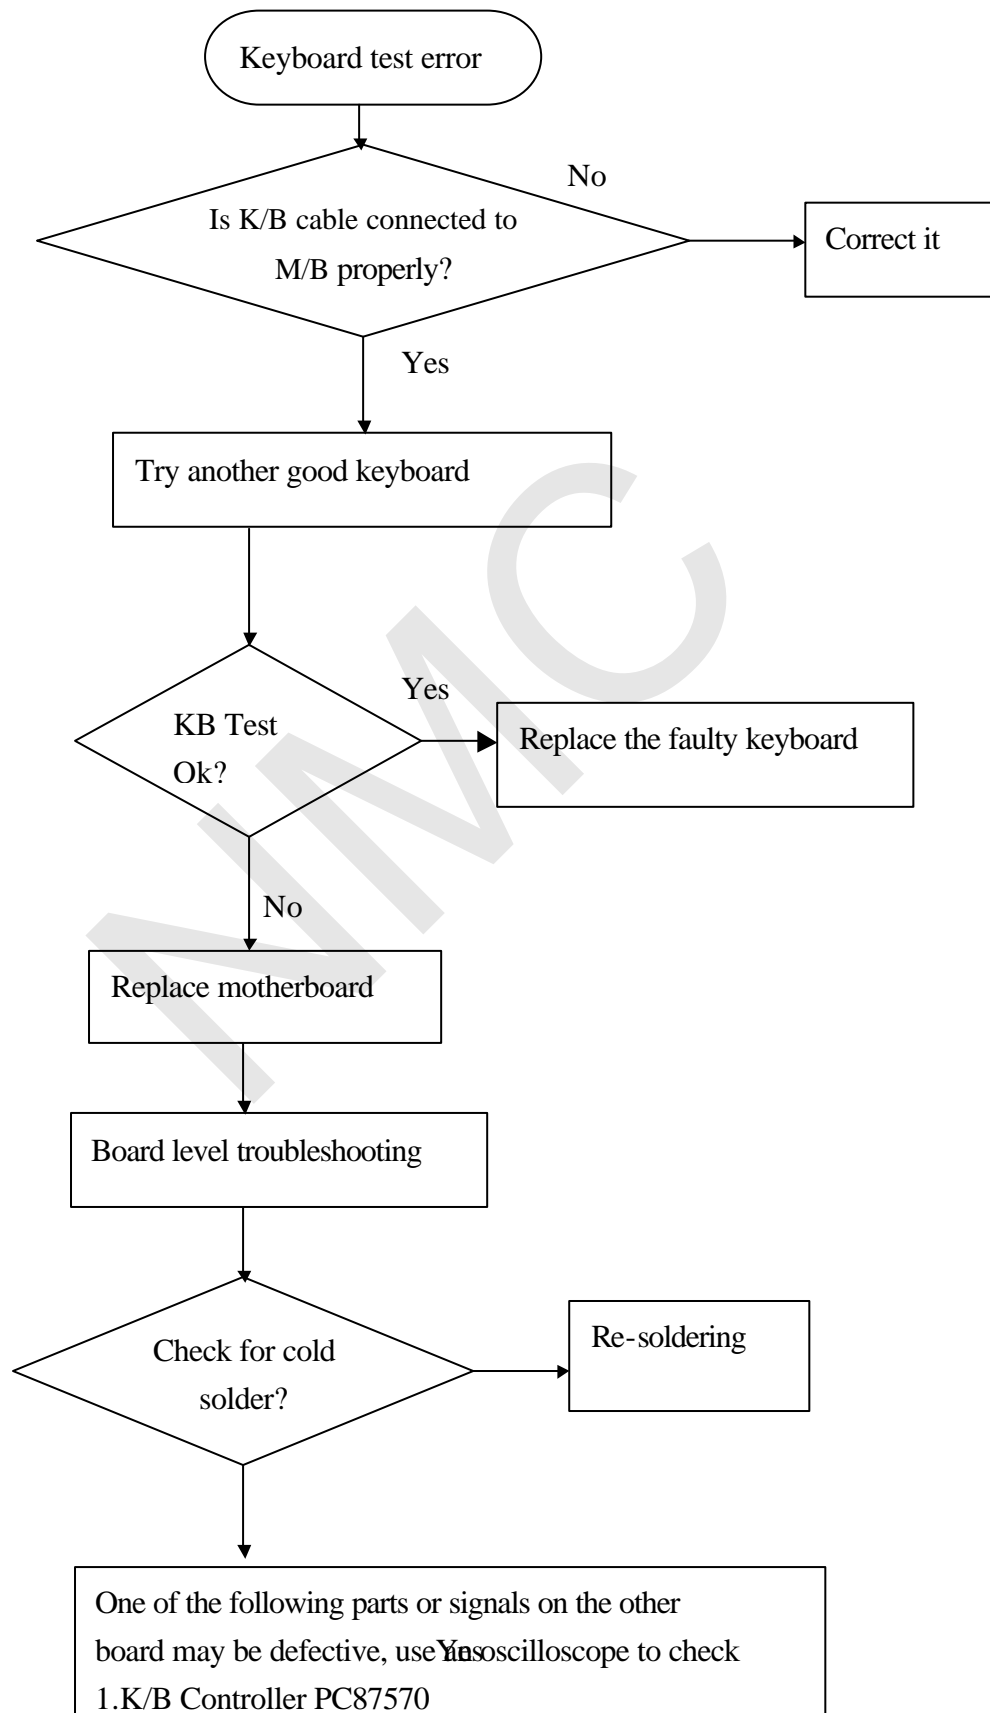 Keyboard test error
No
Is K/B cable connected to
M/B properly?
Correct it
Yes
Try another good keyboard
Yes
KB Test
Ok?
Replace the faulty keyboard
No
Replace motherboard
Board level troubleshooting
Check for cold
solder?
Re-soldering
One of the following parts or signals on the other
board may be defective, use an oscilloscope to check
Yes
1.K/B Controller PC87570
NMC